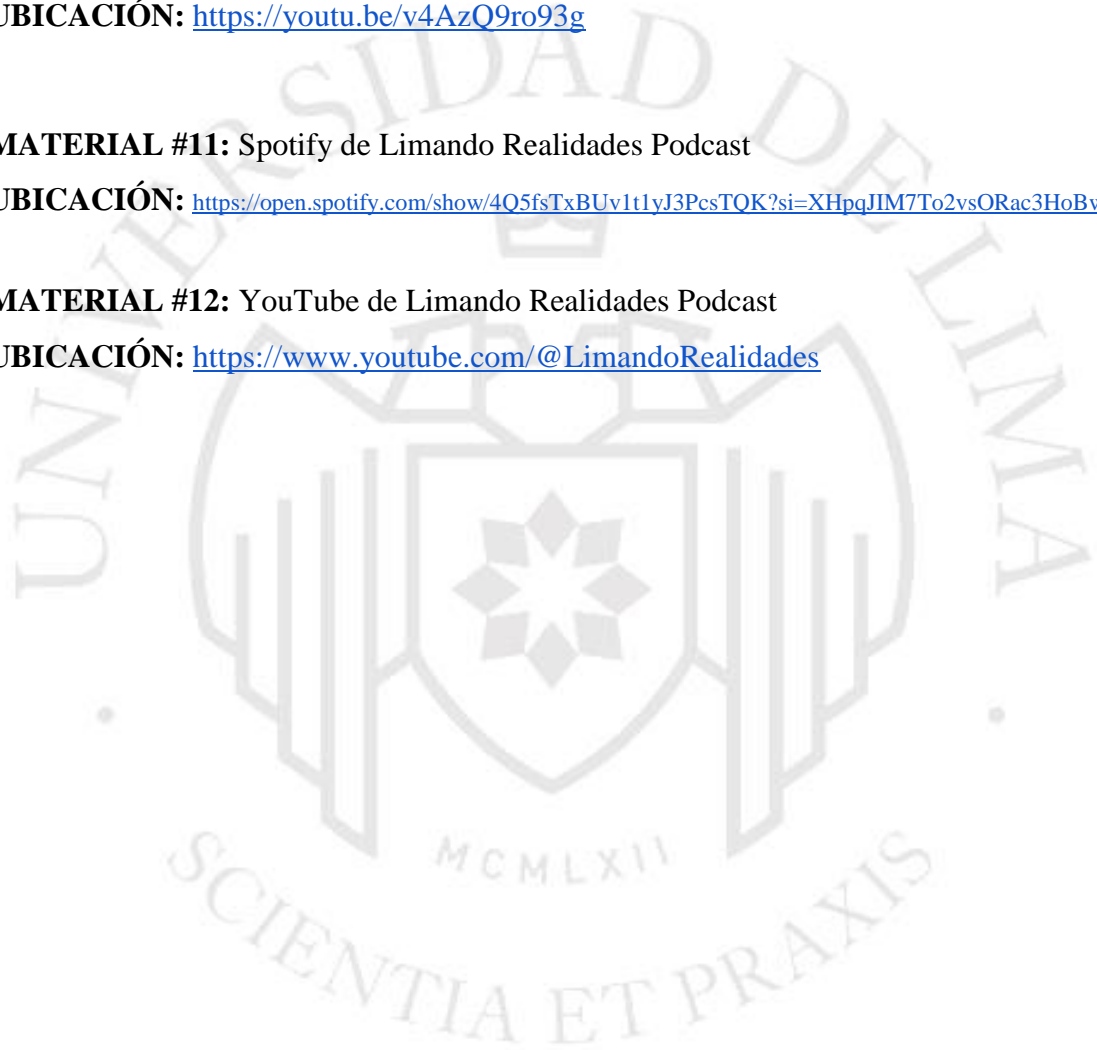 UBICACIÓN: https://youtu.be/v4AzQ9ro93g
MATERIAL #11: Spotify de Limando Realidades Podcast
UBICACIÓN: https://open.spotify.com/show/4Q5fsTxBUv1t1yJ3PcsTQK?si=XHpqJIM7To2vsORac3HoBw
MATERIAL #12: YouTube de Limando Realidades Podcast
UBICACIÓN: https://www.youtube.com/@LimandoRealidades
UNIVERSIDAD DE LIMA
MCMLXII
SCIENTIA ET PRAXIS